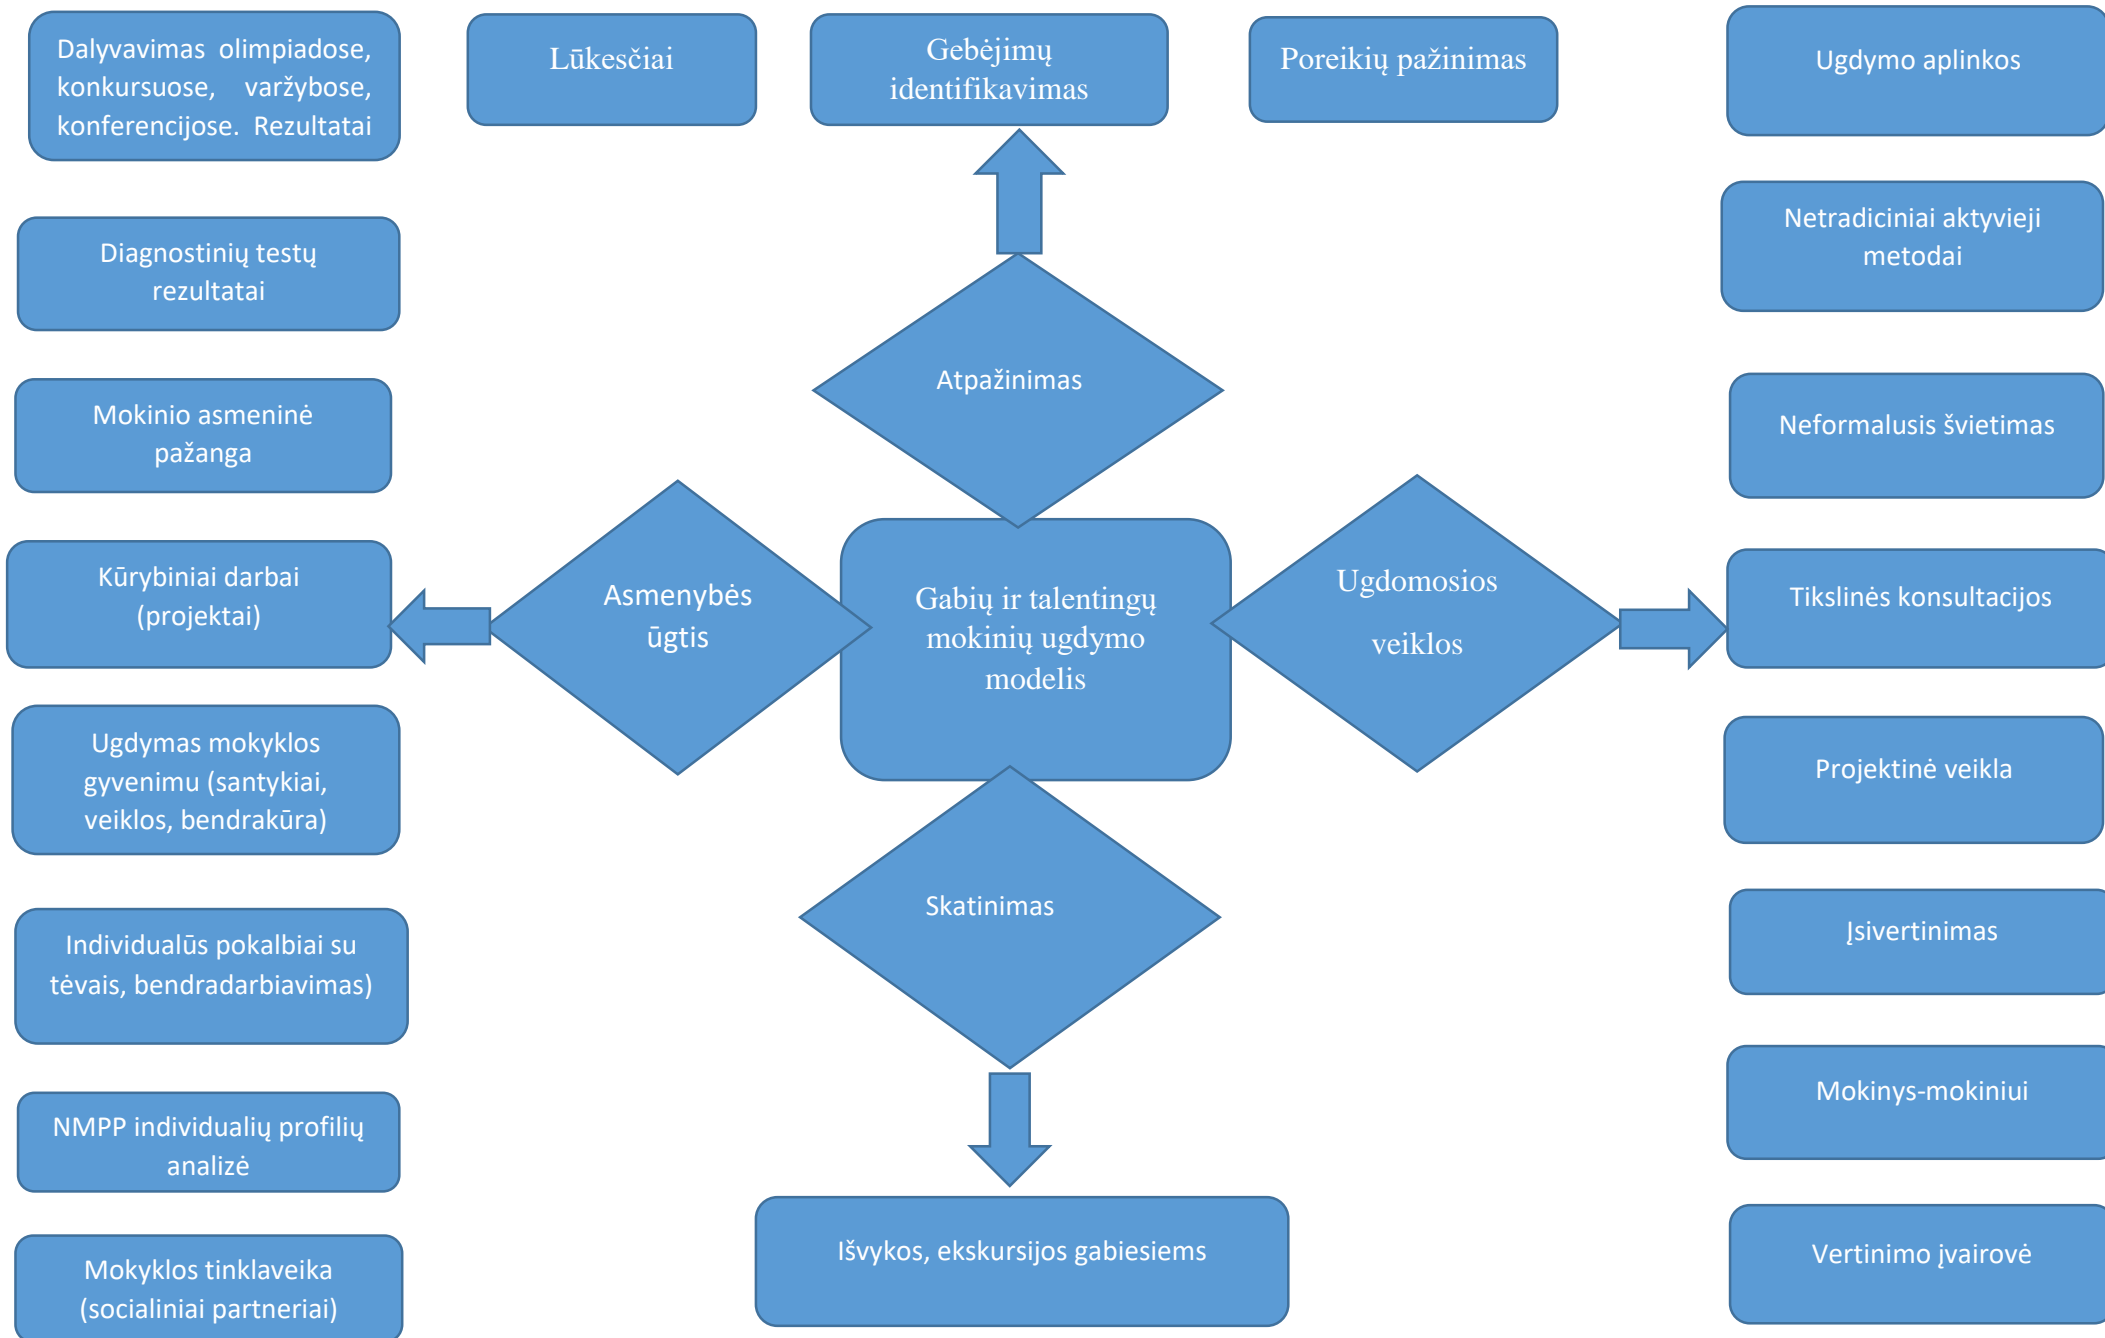 Dalyvavimas olimpiadose,
konkursuose, varžybose,
konferencijose. Rezultatai
Lūkesčiai
Gebėjimų
identifikavimas
Poreikių pažinimas
Ugdymo aplinkos
Diagnostinių testų
rezultatai
Netradiciniai aktyvieji
metodai
Atpažinimas
Mokinio asmeninė
pažanga
Neformalusis švietimas
Kūrybiniai darbai
(projektai)
Asmenybės
ūgtis
Gabių ir talentingų
mokinių ugdymo
modelis
Ugdomosios
veiklos
Tikslinės konsultacijos
Ugdymas mokyklos
gyvenimu (santykiai,
veiklos, bendrakūra)
Projektinė veikla
Skatinimas
Individualūs pokalbiai su
tėvais, bendradarbiavimas)
Įsivertinimas
NMPP individualių profilių
analizė
Mokinys-mokiniui
Mokyklos tinklaveika
(socialiniai partneriai)
Išvykos, ekskursijos gabiesiems
Vertinimo įvairovė